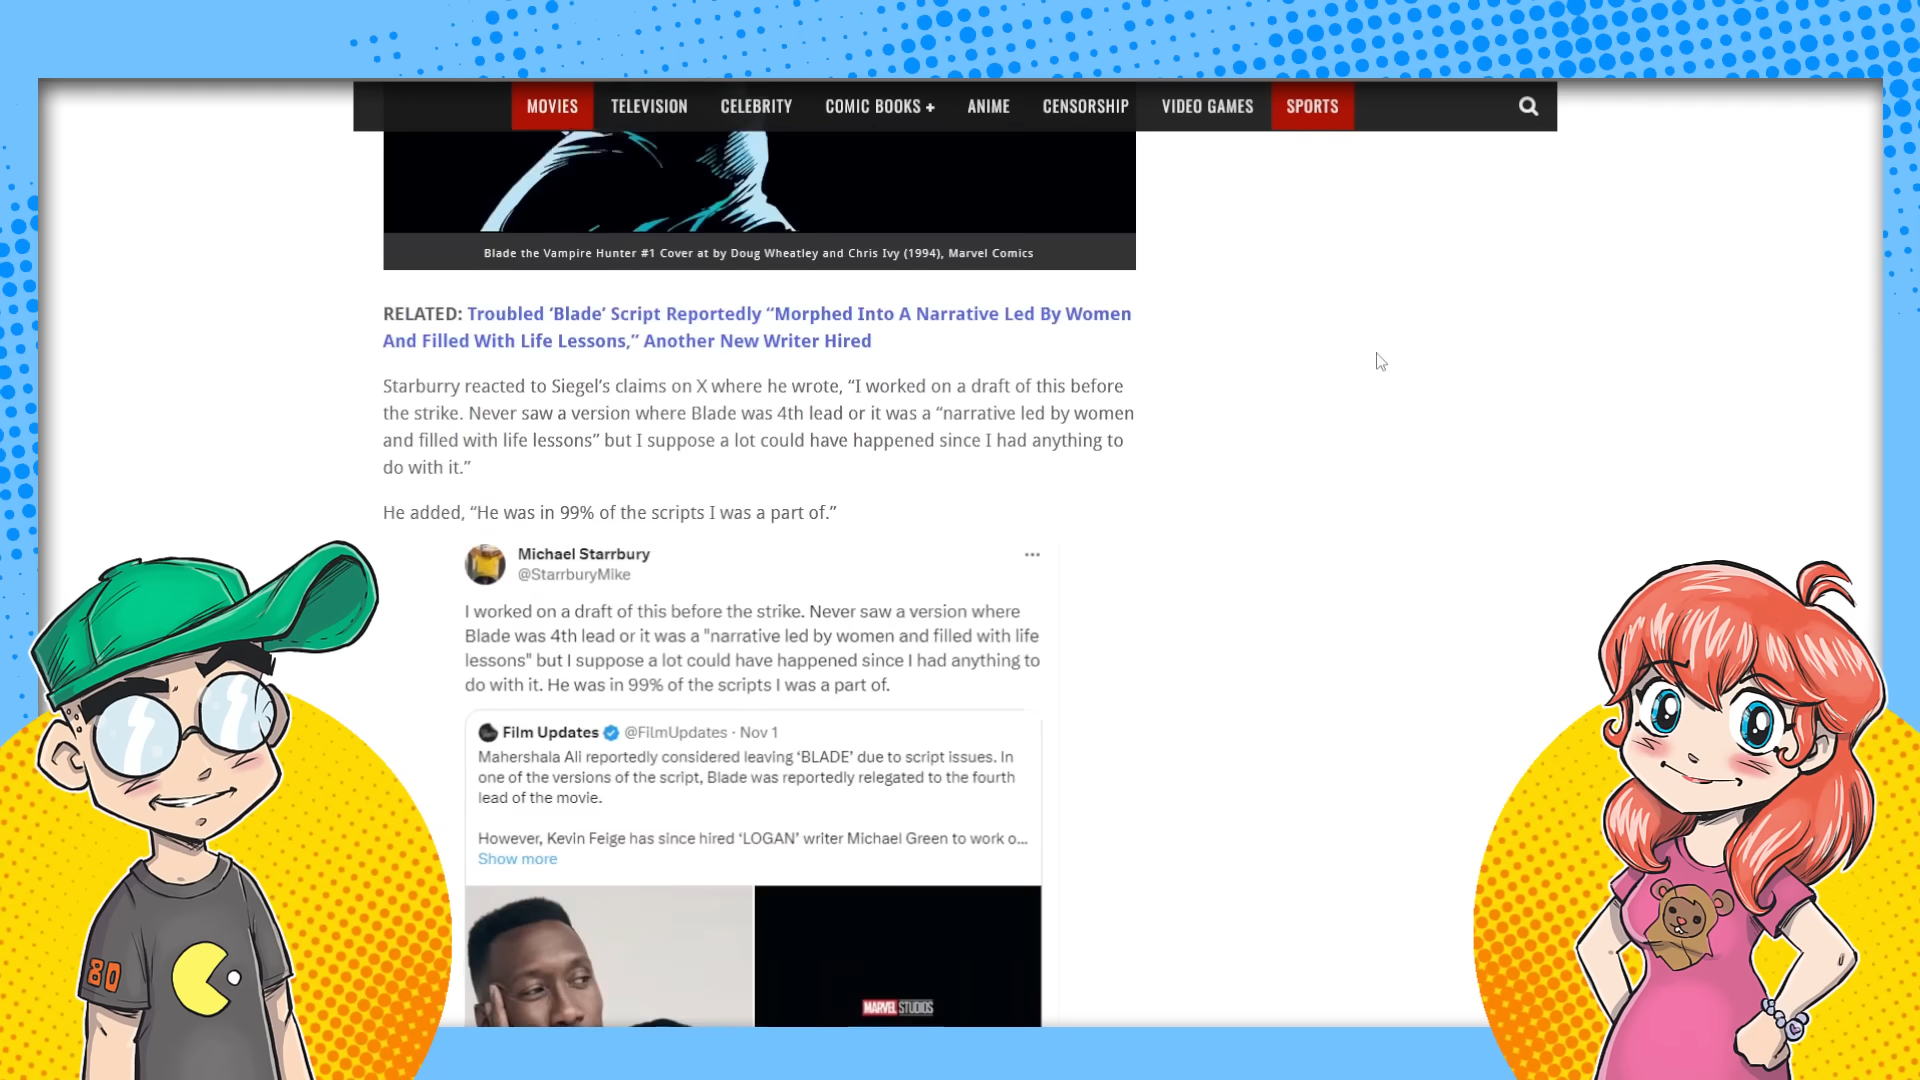 MOVIES TELEVISION CELEBRITY COMIC BOOKS + ANIME CENSORSHIP VIDEO GAMES SPORTS
Blade the Vampire Hunter #1 Cover at by Doug Wheatley and Chris Ivy (1994), Marvel Comics
RELATED: Troubled ‘Blade’ Script Reportedly “Morphed Into A Narrative Led By Women
And Filled With Life Lessons,” Another New Writer Hired
Starburry reacted to Siegel’s claims on X where he wrote, “I worked on a draft of this before
the strike. Never saw a version where Blade was 4th lead or it was a “narrative led by women
and filled with life lessons” but I suppose a lot could have happened since I had anything to
do with it.”
He added, “He was in 99% of the scripts I was a part of.”
Michael Starrbury
@StarrburyMike
I worked on a draft of this before the strike. Never saw a version where
Blade was 4th lead or it was a "narrative led by women and filled with life
lessons" but I suppose a lot could have happened since I had anything to
do with it. He was in 99% of the scripts I was a part of.
Film Updates @FilmUpdates · Nov 1
Mahershala Ali reportedly considered leaving ‘BLADE’ due to script issues. In
one of the versions of the script, Blade was reportedly relegated to the fourth
lead of the movie.
However, Kevin Feige has since hired ‘LOGAN’ writer Michael Green to work o...
Show more
MARVEL STUDIOS
80